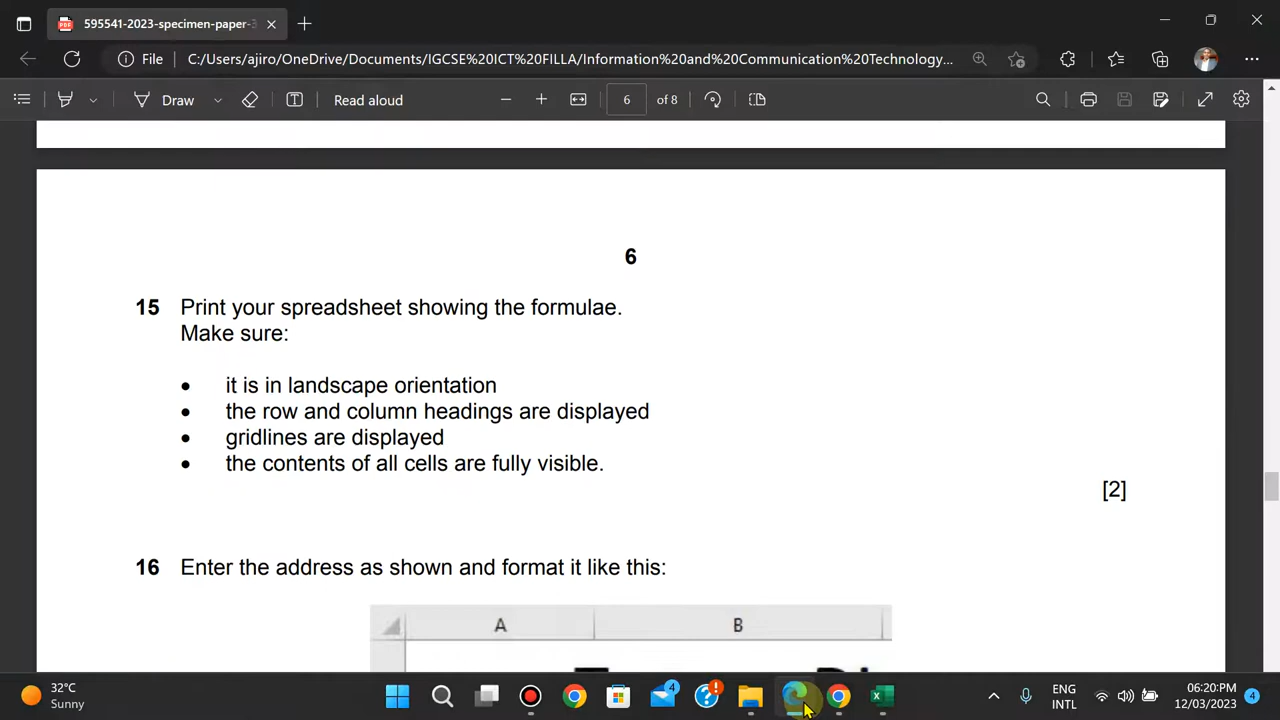 595541-2023-specimen-paper-3
File C:/Users/ajiro/OneDrive/Documents/IGCSE%20ICT%20FILLA/Information%20and%20Communication%20Technology...
Draw Read aloud 6 of 8
6
15 Print your spreadsheet showing the formulae.
Make sure:
• it is in landscape orientation
• the row and column headings are displayed
• gridlines are displayed
• the contents of all cells are fully visible.
[2]
16 Enter the address as shown and format it like this:
A B
32°C
Sunny
4
ENG
INTL
06:20:PM
12/03/2023
4